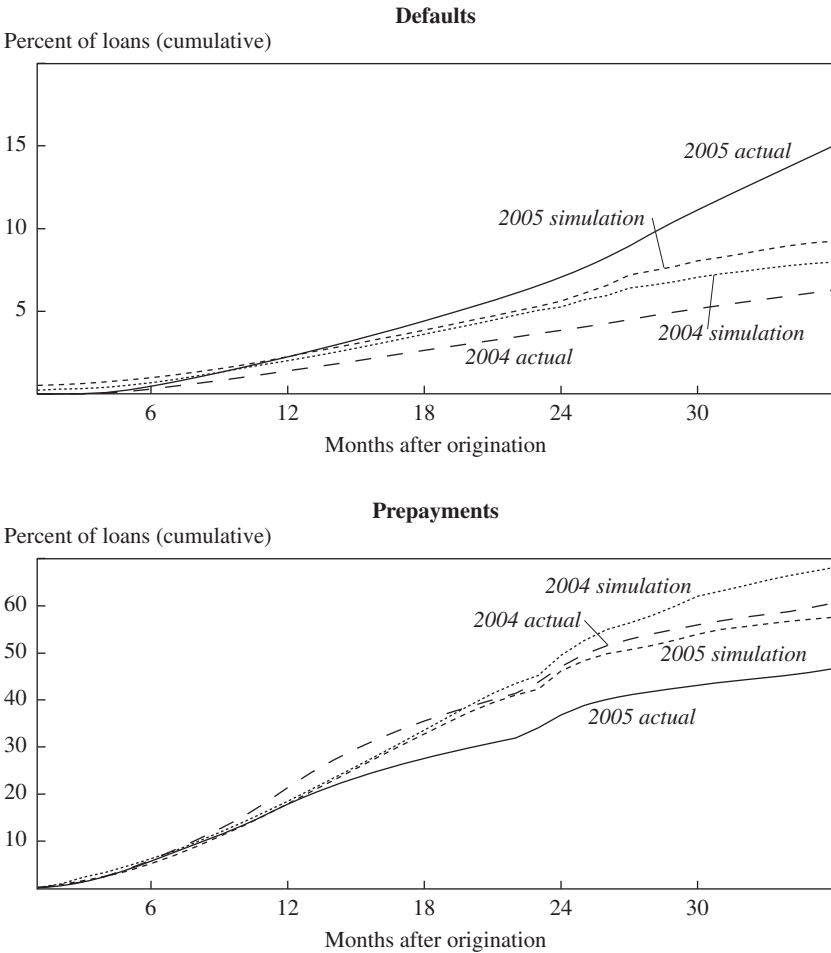 Defaults
Percent of loans (cumulative)
15
2005 actual
2005 simulation
10
5
2004 simulation
2004 actual
6 12 18 24 30
Months after origination
Prepayments
Percent of loans (cumulative)
2004 simulation
60
2004 actual
50
2005 simulation
40
2005 actual
30
20
10
6 12 18 24 30
Months after origination